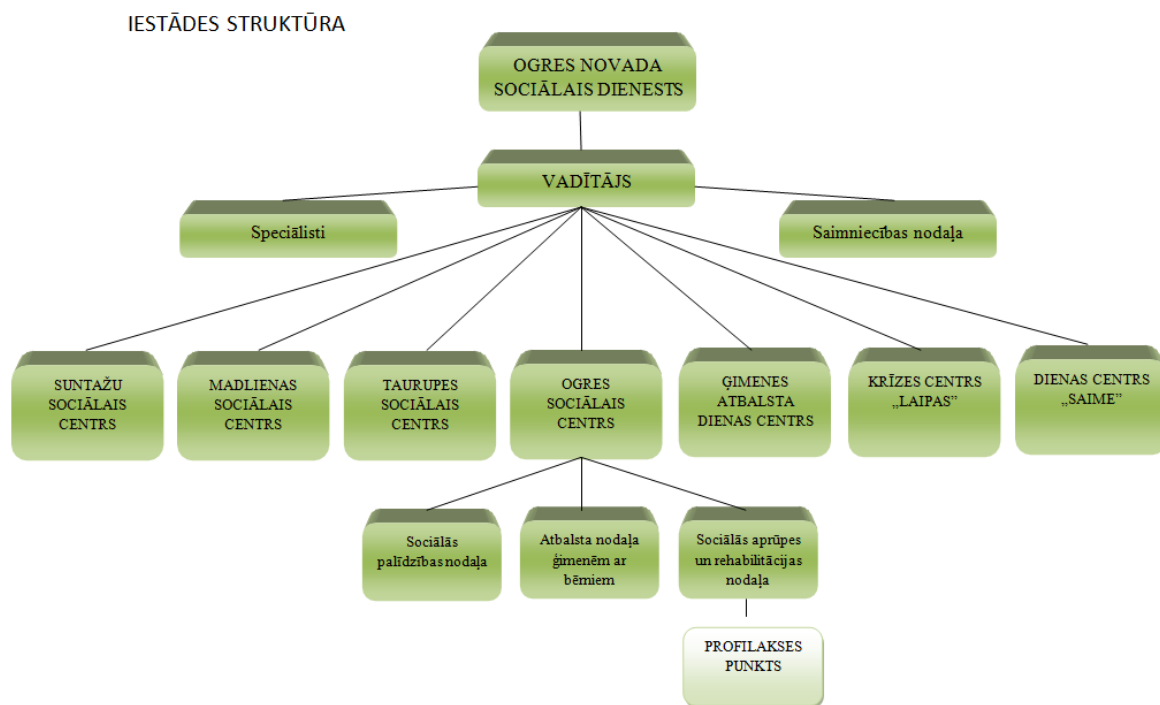 IESTĀDES STRUKTŪRA
OGRES NOVADA
SOCIĀLAIS DIENESTS
VADĪTĀJS
Speciālisti
Saimniecības nodaļa
SUNTAŽU
SOCIĀLAIS
CENTRS
MADLIENAS
SOCIĀLAIS
CENTRS
TAURUPES
SOCIĀLAIS
CENTRS
OGRES
SOCIĀLAIS
CENTRS
ĢIMENES
ATBALSTA
DIENAS CENTRS
KRĪZES CENTRS
„LAIPAS”
DIENAS CENTRS
„SAIME”
Sociālās
palīdzības nodaļa
Atbalsta nodaļa
ģimenēm ar
bērniem
Sociālās aprūpes
un rehabilitācijas
nodaļa
PROFILAKSES
PUNKTS